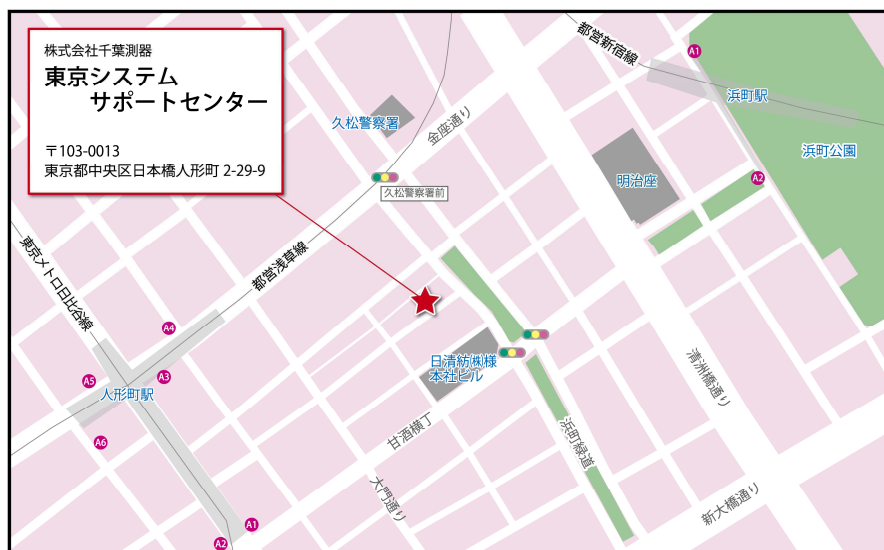 株式会社千葉測器
東京システム
サポートセンター
〒103-0013
東京都中央区日本橋人形町 2-29-9
都営新宿線
A1
浜町駅
浜町公園
久松警察署
金座通り
久松警察署前
明治座
A2
東京メトロ日比谷線
都営浅草線
A4
A3
A5
人形町駅
A6
日清紡㈱様
本社ビル
清洲橋通り
甘酒横丁
浜町緑道
大門通り
新大橋通り
A1
A2